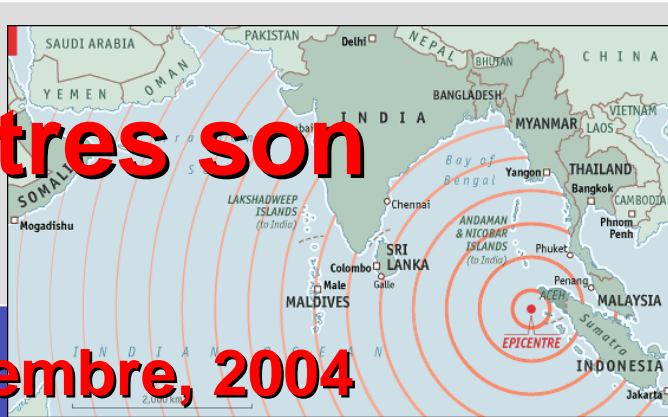 SAUDI ARABIA
PAKISTAN
Delhi
NEPAL
BHUTAN
CHINA
YEMEN
OMAN
BANGLADESH
INDIA
MYANMAR
VIETNAM
LAOS
tres son
Bay of
Bengal
Yangon
THAILAND
Bangkok
CAMBODIA
Phnom
Penh
SOMALI
Mogadishu
LAKSHADWEEP
ISLANDS
(to India)
Chennai
ANDAMAN
& NICOBAR
ISLANDS
(to India)
Phuket
SRI
LANKA
Colombo
Galle
Male
MALDIVES
Penang
ACEH
MALAYSIA
EPICENTRE
Sumatra
INDONESIA
INDIAN OCEAN
Jakarta
embre, 2004
2,000 km